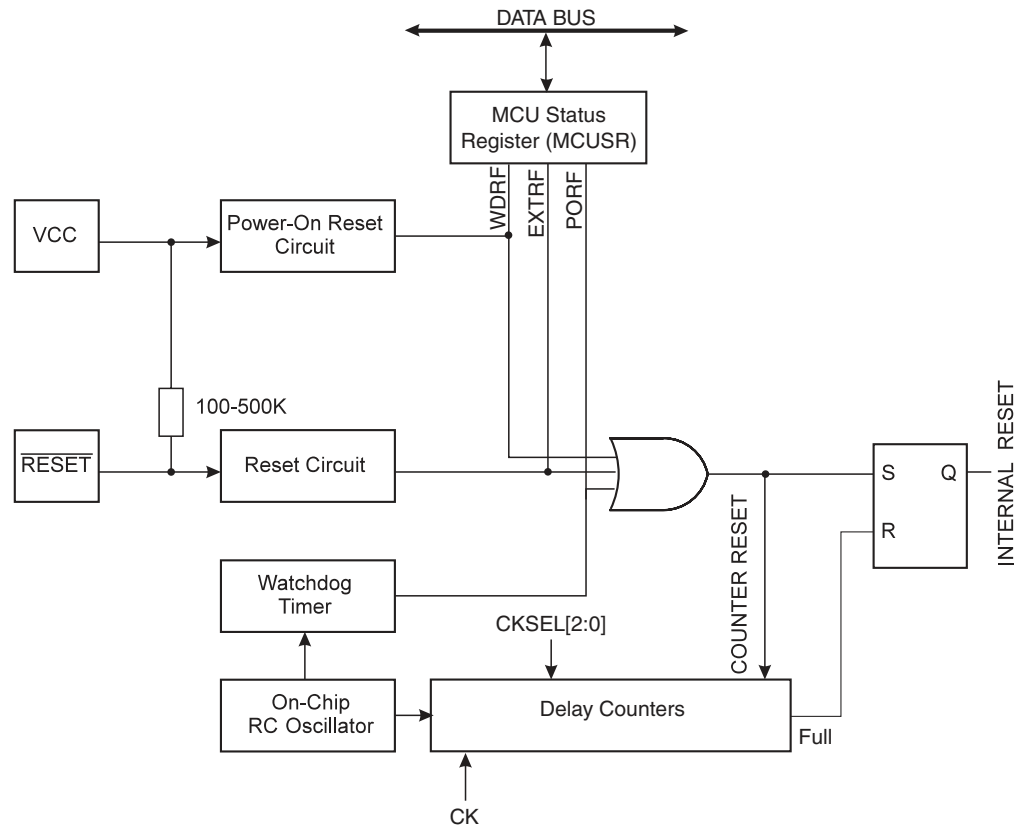 DATA BUS
MCU Status
Register (MCUSR)
WDRF
EXTRF
PORF
VCC
Power-On Reset
Circuit
100-500K
RESET
Reset Circuit
S
Q
R
INTERNAL RESET
COUNTER RESET
Watchdog
Timer
CKSEL[2:0]
On-Chip
RC Oscillator
Delay Counters
Full
CK